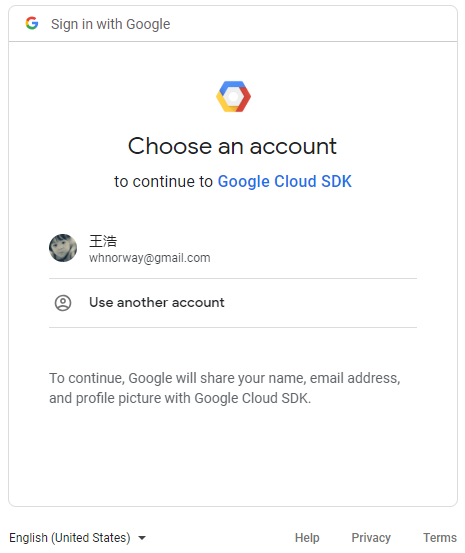 Sign in with Google
Choose an account
to continue to Google Cloud SDK
王浩
whnorway@gmail.com
Use another account
To continue, Google will share your name, email address,
and profile picture with Google Cloud SDK.
English (United States) Help Privacy Terms